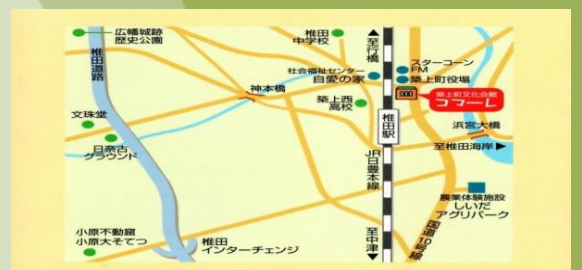 広幡城跡
歴史公園
椎田
中学校
▲至行橋
スターコーン
FM
築上町役場
社会福祉センター
自愛の家
椎田道路
神本橋
築上西
高校
築上町文化会館
コマーレ
文珠堂
椎田駅
浜宮大橋
至椎田海岸▶
日奈古
グラウンド
JR日豊本線
農業体験施設
しいだ
アグリパーク
小原不動窟
小原大そてつ
椎田
インターチェンジ
至中津▼
国道10号線